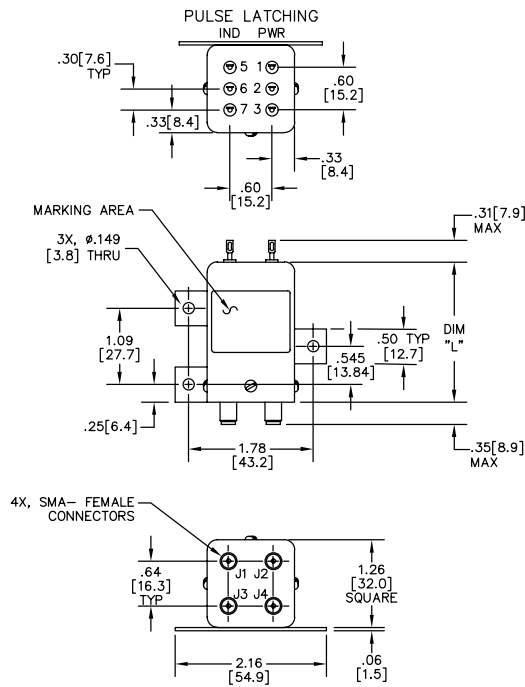 PULSE LATCHING
IND PWR
.30[7.6]
TYP
5 1
6 2
7 3
.60
[15.2]
.33[8.4]
.33
[8.4]
.60
[15.2]
MARKING AREA
.31[7.9]
MAX
3X, ø.149
[3.8] THRU
DIM
"L"
.50 TYP
[12.7]
1.09
[27.7]
.545
[13.84]
.25[6.4]
1.78
[43.2]
.35[8.9]
MAX
4X, SMA– FEMALE
CONNECTORS
J1 J2
.64
[16.3]
TYP
J3 J4
1.26
[32.0]
SQUARE
2.16
[54.9]
.06
[1.5]